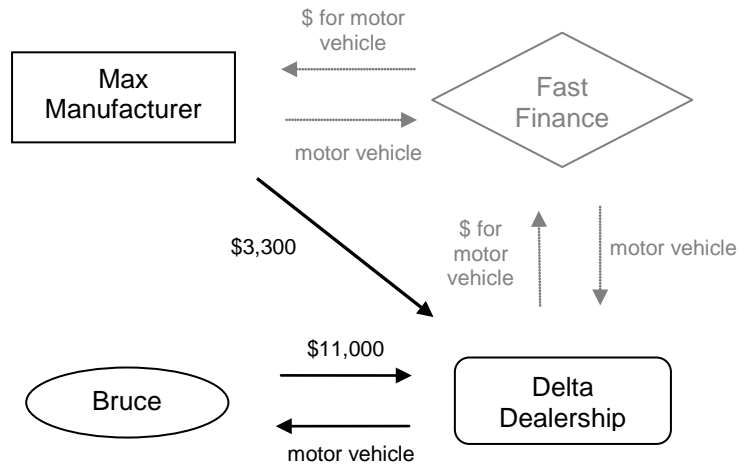 $ for motor
vehicle
Max
Manufacturer
Fast
Finance
motor vehicle
$3,300
$ for
motor
vehicle
motor vehicle
$11,000
Bruce
Delta
Dealership
motor vehicle